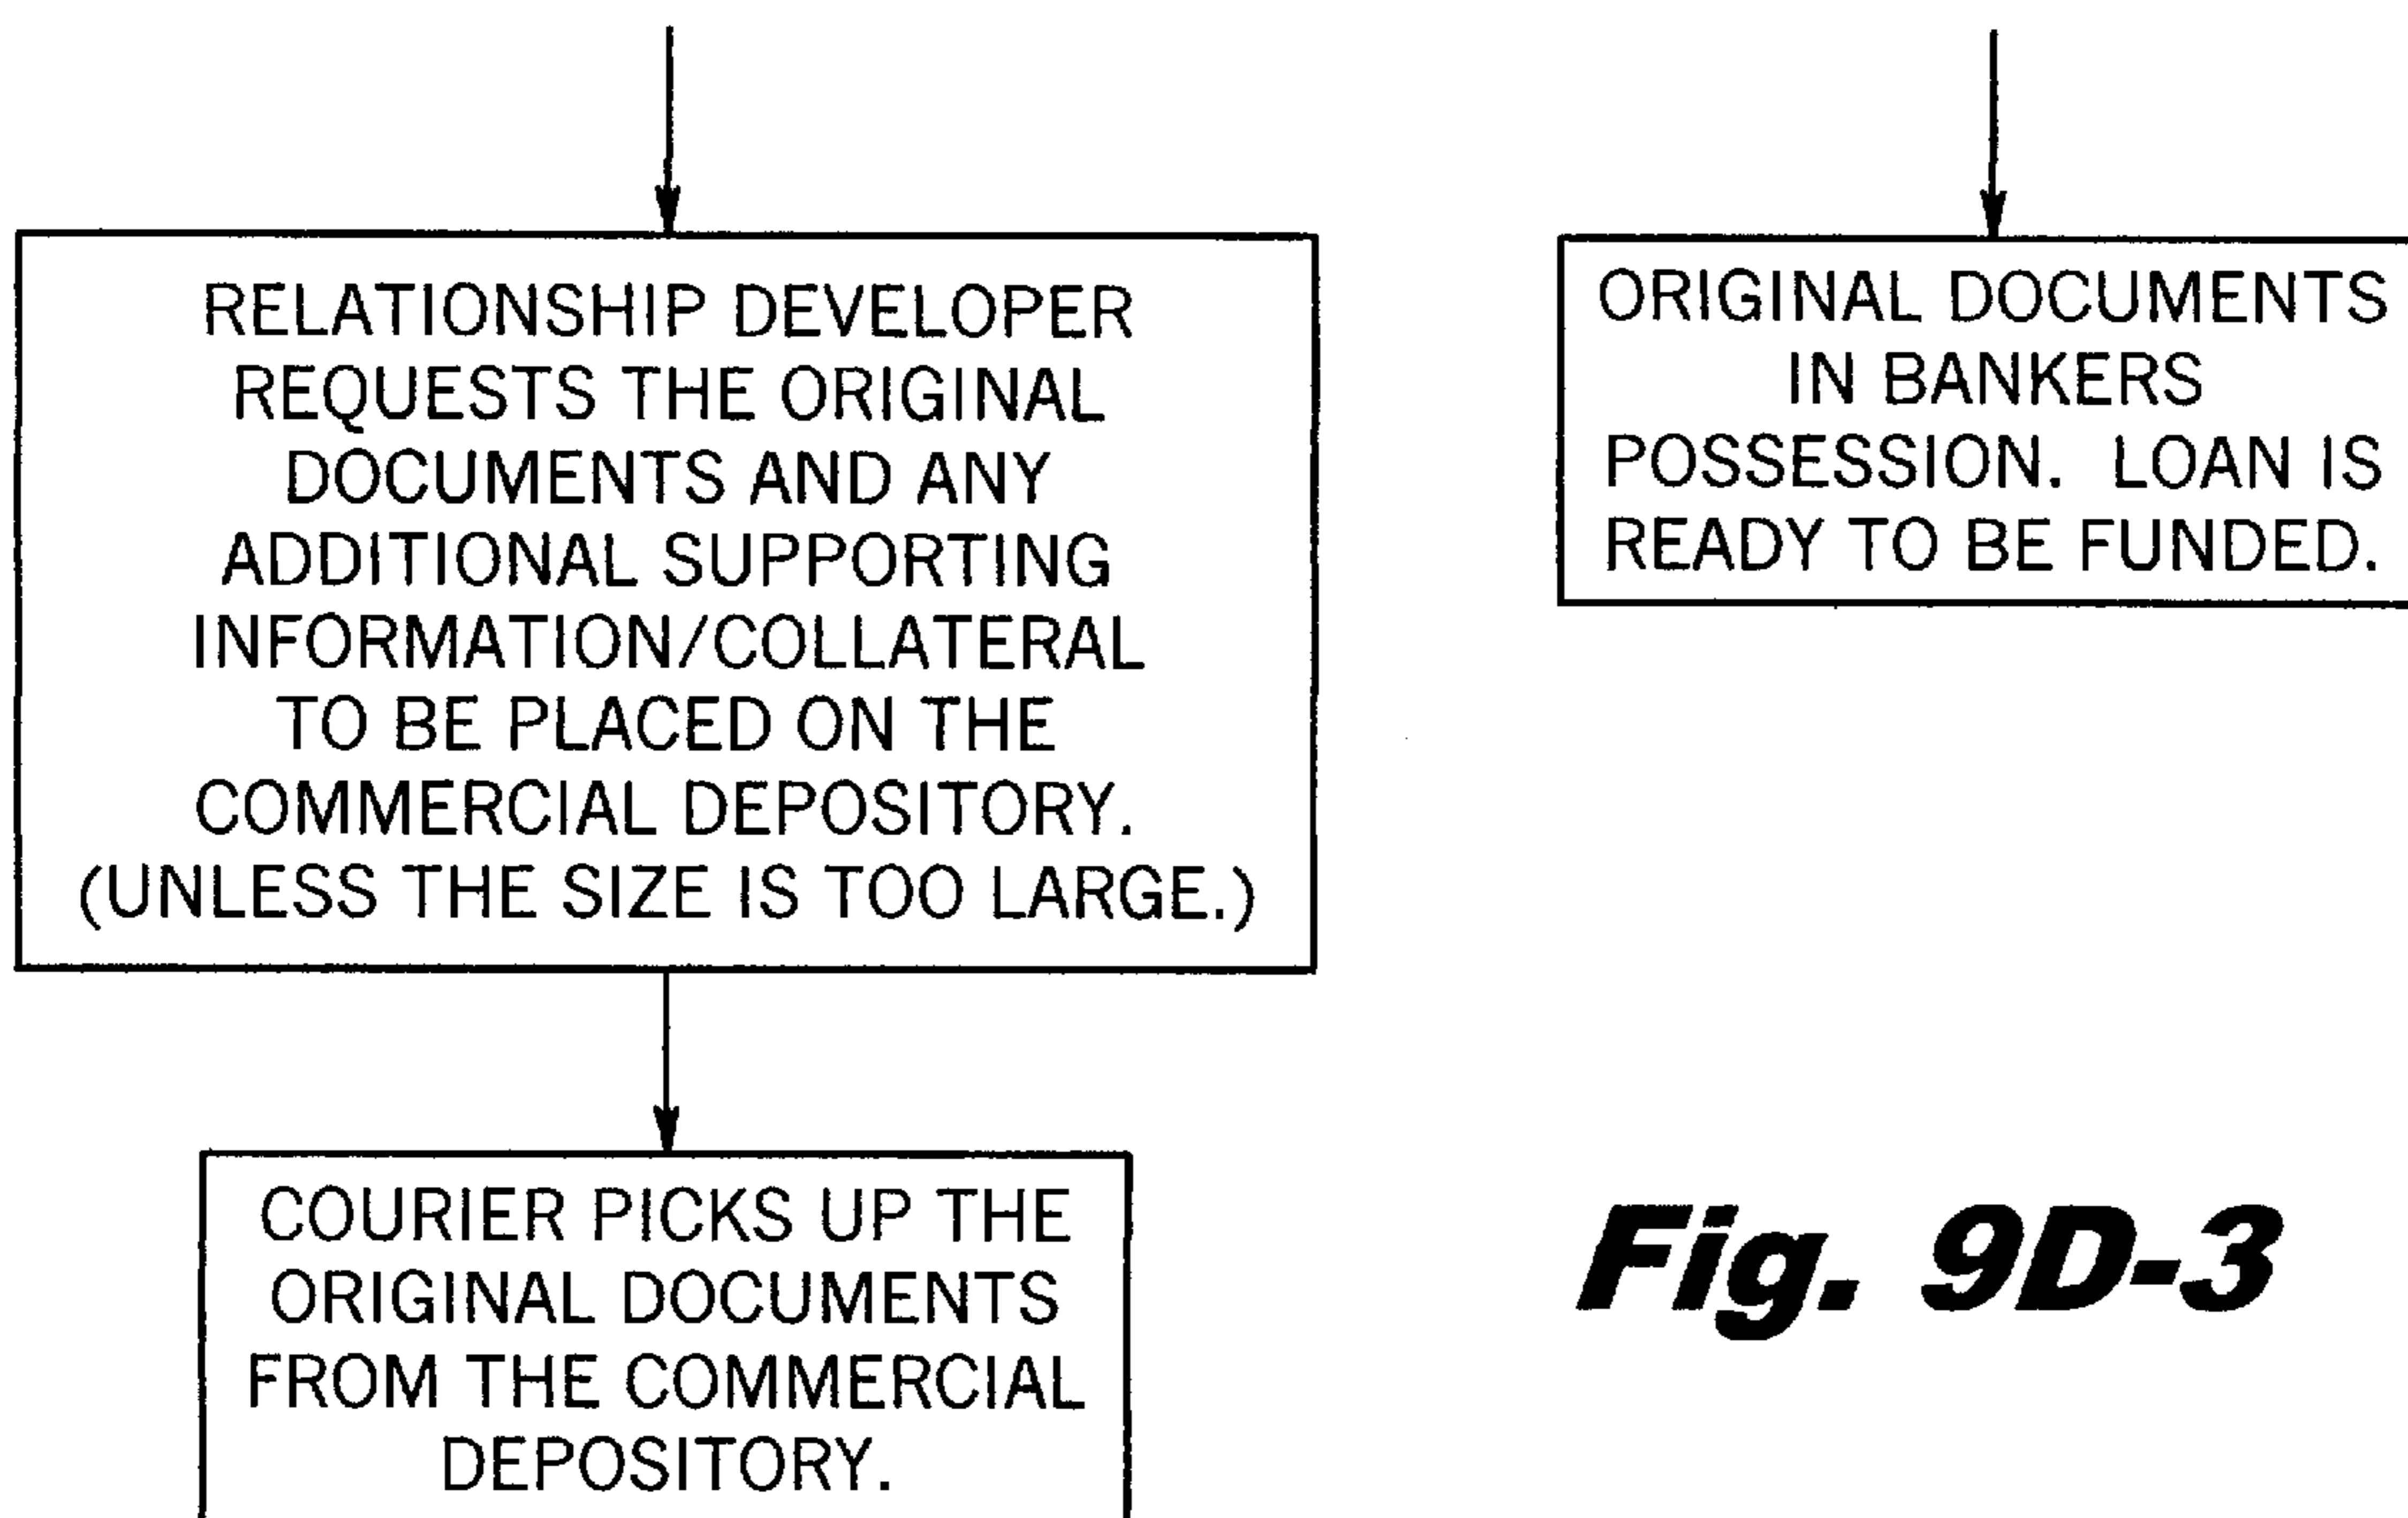 RELATIONSHIP DEVELOPER
REQUESTS THE ORIGINAL
DOCUMENTS AND ANY
ADDITIONAL SUPPORTING
INFORMATION/COLLATERAL
TO BE PLACED ON THE
COMMERCIAL DEPOSITORY.
(UNLESS THE SIZE IS TOO LARGE.)
ORIGINAL DOCUMENTS
IN BANKERS
POSSESSION. LOAN IS
READY TO BE FUNDED.
COURIER PICKS UP THE
ORIGINAL DOCUMENTS
FROM THE COMMERCIAL
DEPOSITORY.
Fig. 9D-3